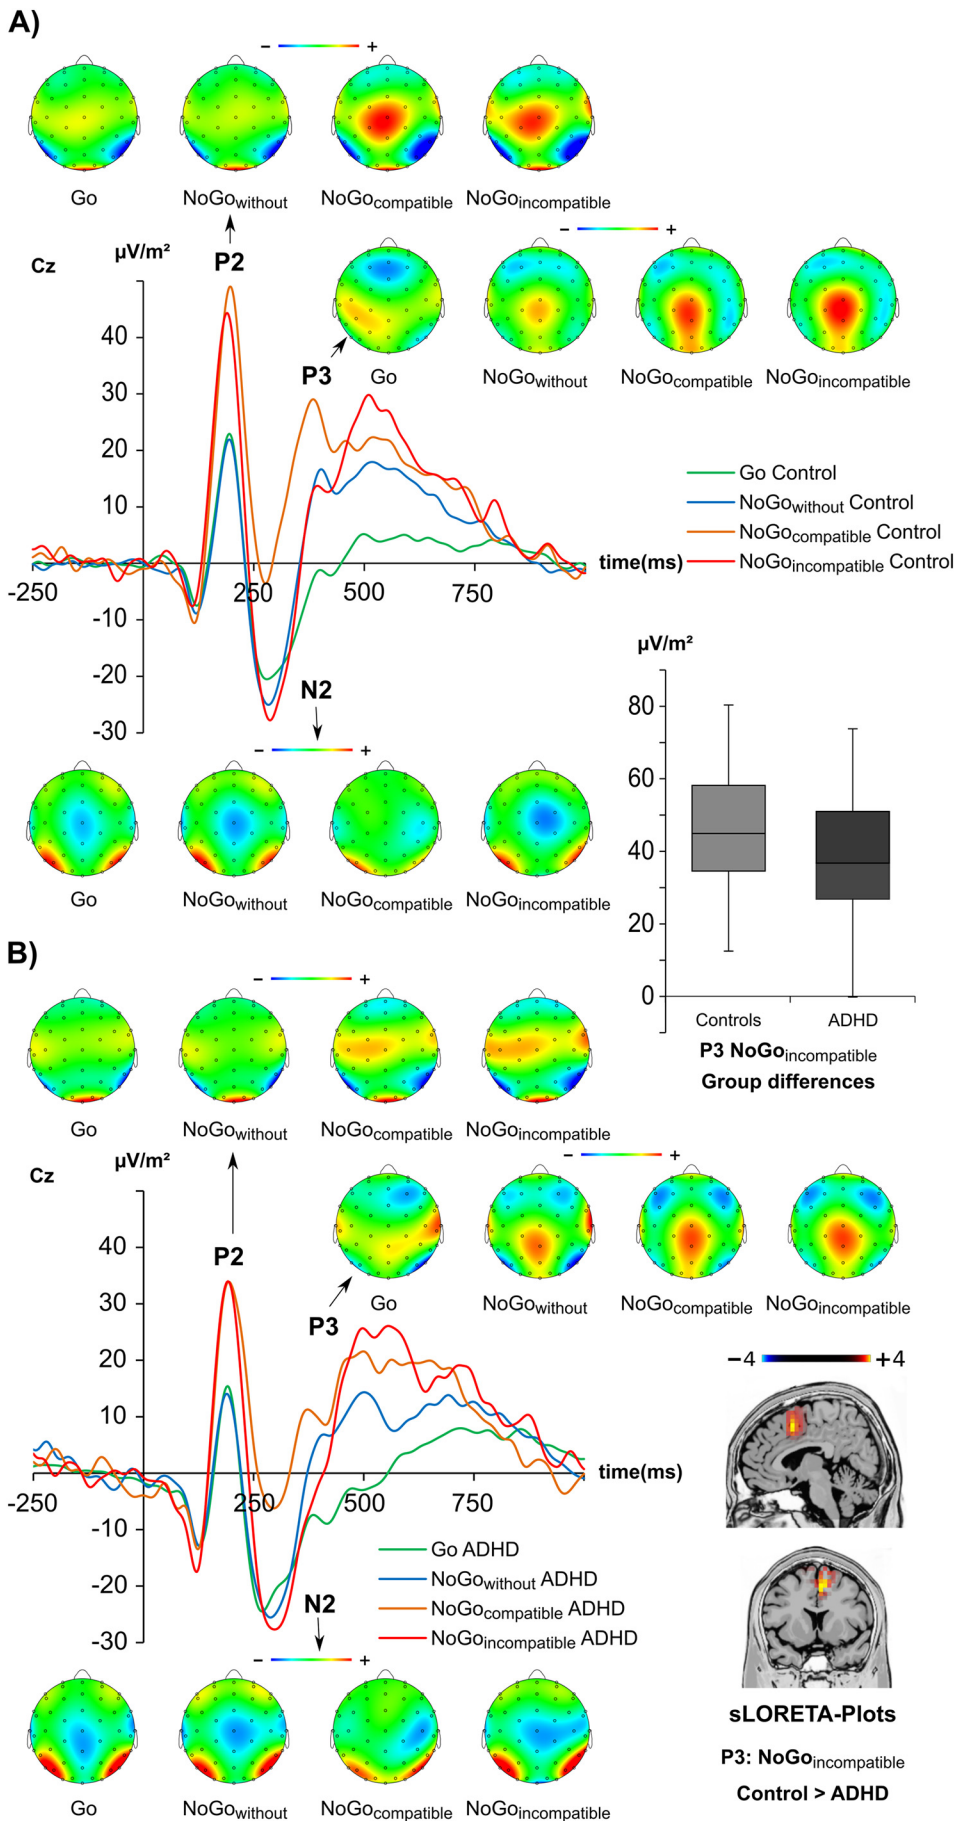 A)
− +
Go NoGowithout NoGocompatible NoGoincompatible
Cz µV/m²
P2
− +
P3
Go NoGowithout NoGocompatible NoGoincompatible
40
30
20
10
-10
-20
-30
-250 250 500 750 time(ms)
Go Control
NoGowithout Control
NoGocompatible Control
NoGoincompatible Control
N2
− +
Go NoGowithout NoGocompatible NoGoincompatible
µV/m²
80
60
40
20
0
Controls ADHD
P3 NoGoincompatible
Group differences
B)
− +
Go NoGowithout NoGocompatible NoGoincompatible
Cz µV/m²
P2
− +
P3
Go NoGowithout NoGocompatible NoGoincompatible
40
30
20
10
-10
-20
-30
-250 250 500 750 time(ms)
Go ADHD
NoGowithout ADHD
NoGocompatible ADHD
NoGoincompatible ADHD
N2
− +
Go NoGowithout NoGocompatible NoGoincompatible
−4 +4
sLORETA-Plots
P3: NoGoincompatible
Control > ADHD